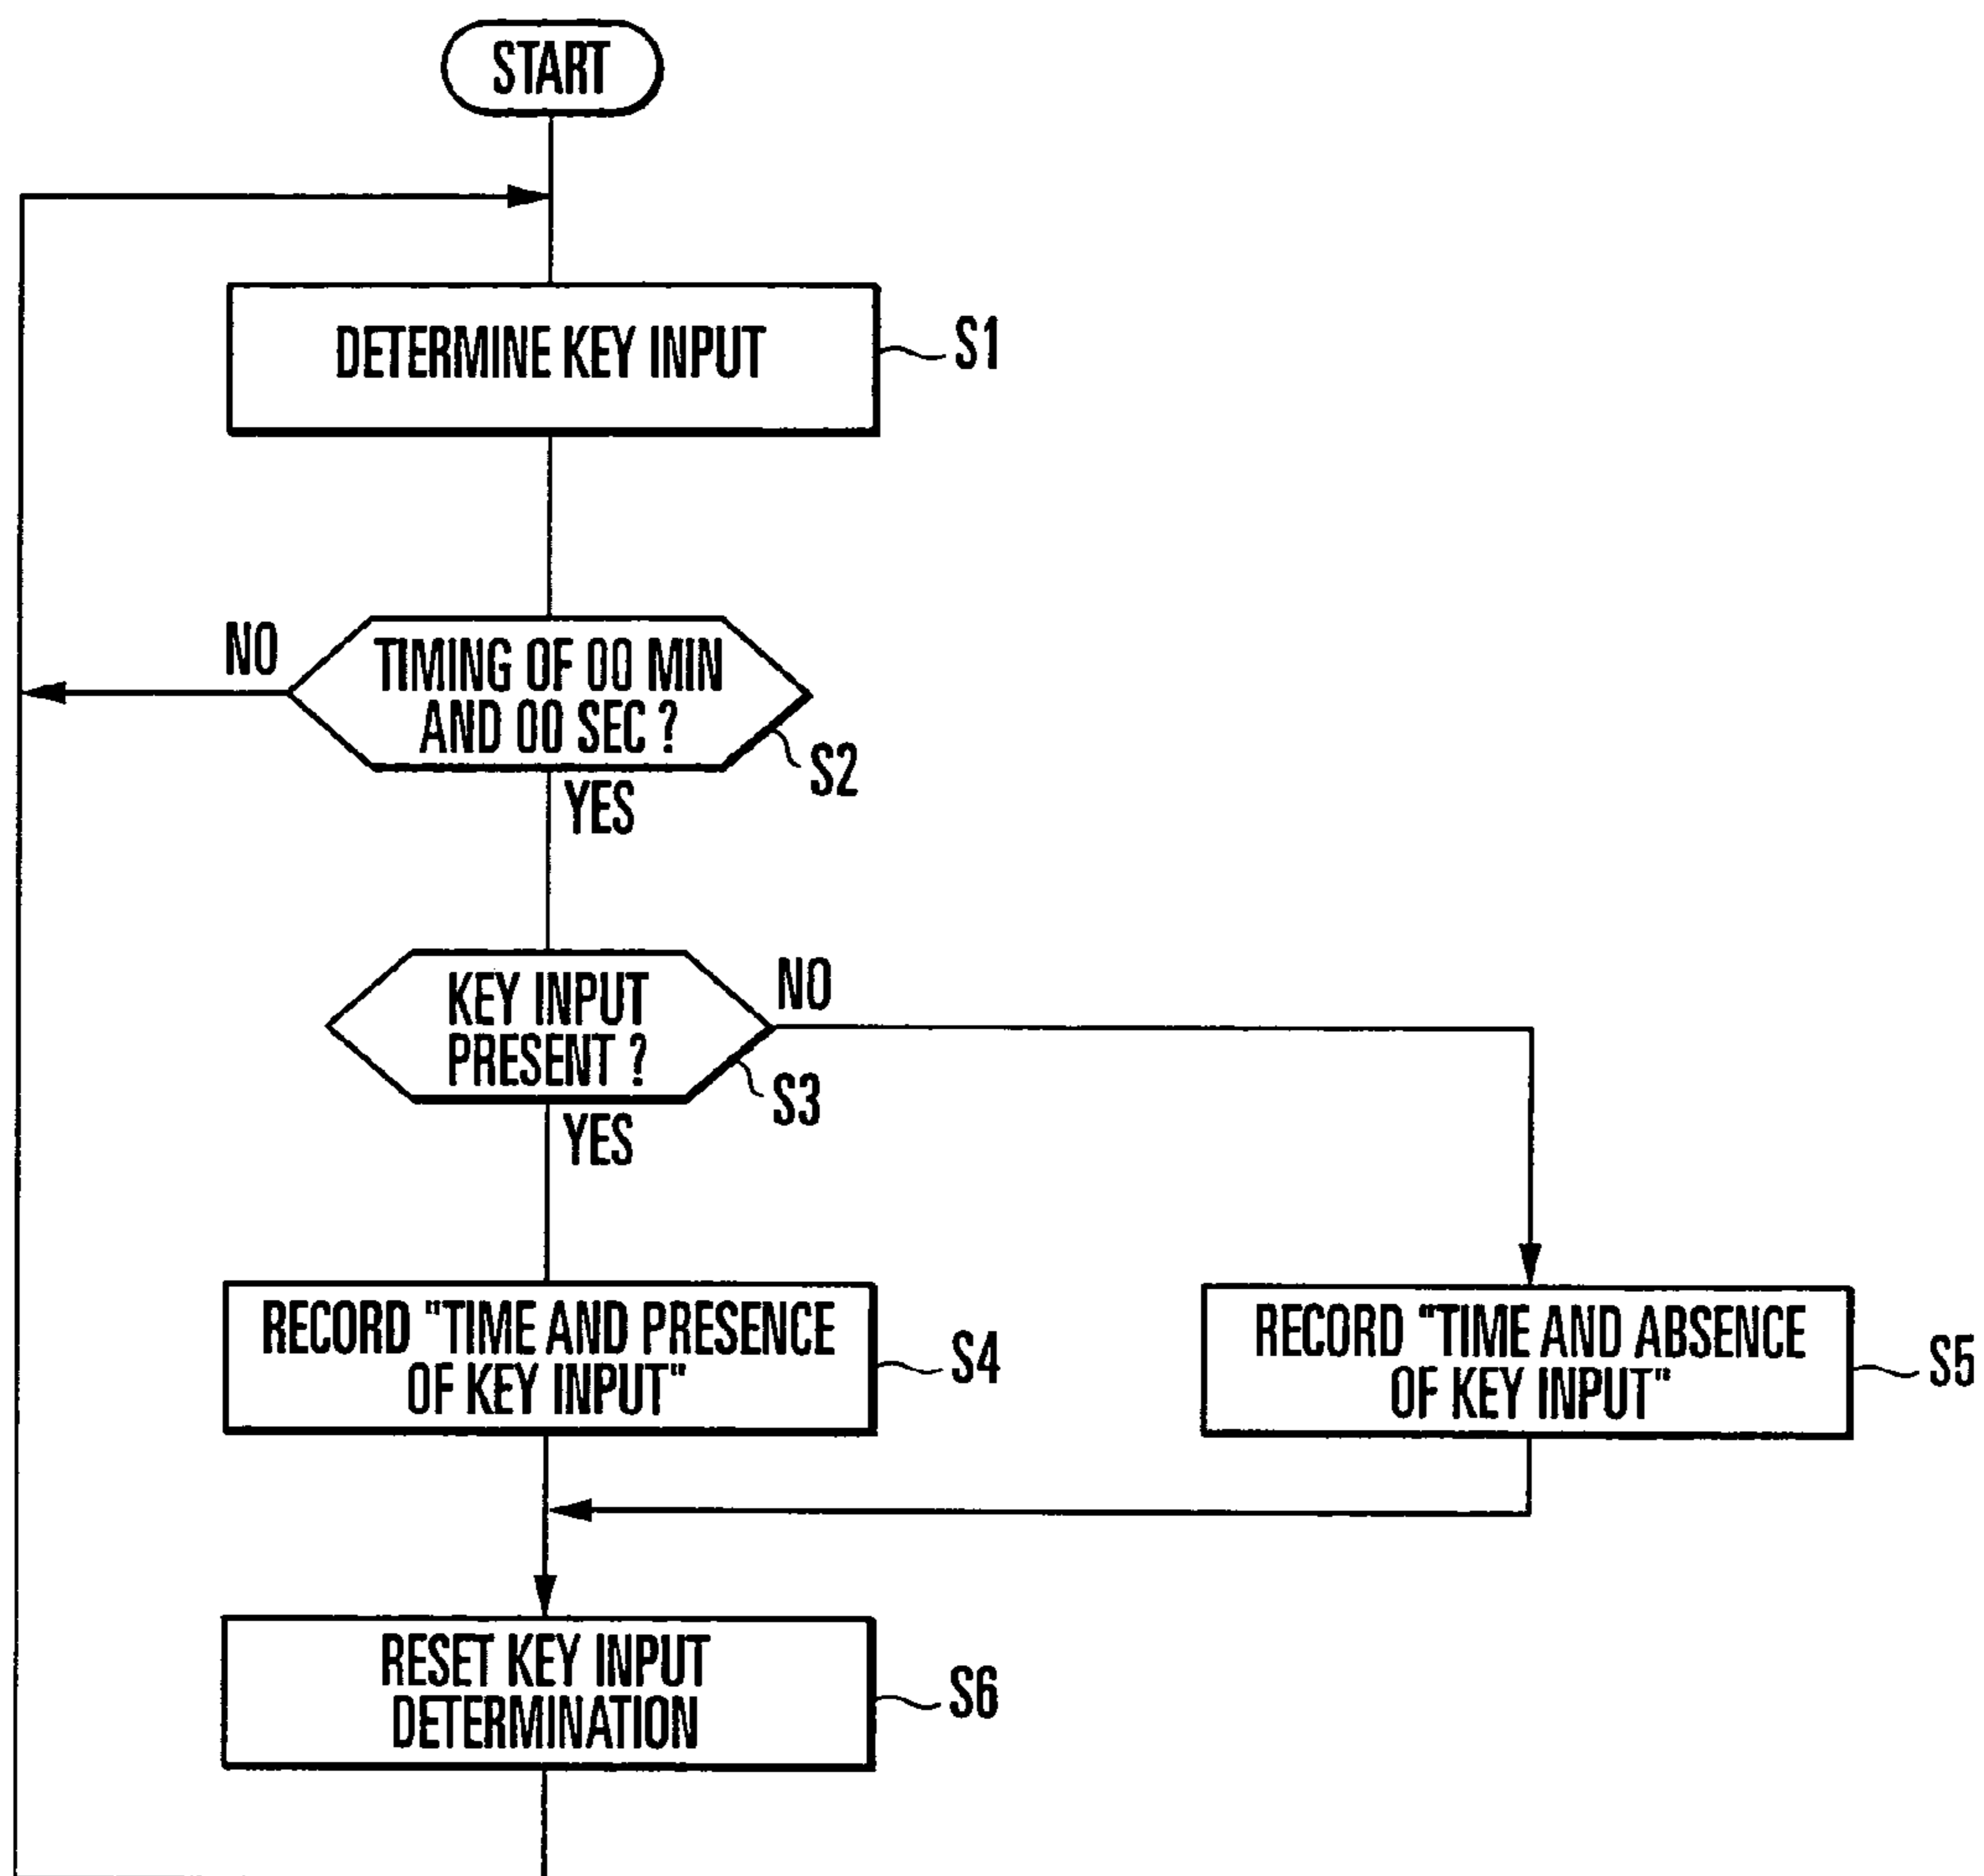 START
DETERMINE KEY INPUT
S1
NO
TIMING OF 00 MIN
AND 00 SEC ?
S2
YES
KEY INPUT
PRESENT ?
NO
S3
YES
RECORD "TIME AND PRESENCE
OF KEY INPUT"
S4
RECORD "TIME AND ABSENCE
OF KEY INPUT"
S5
RESET KEY INPUT
DETERMINATION
S6